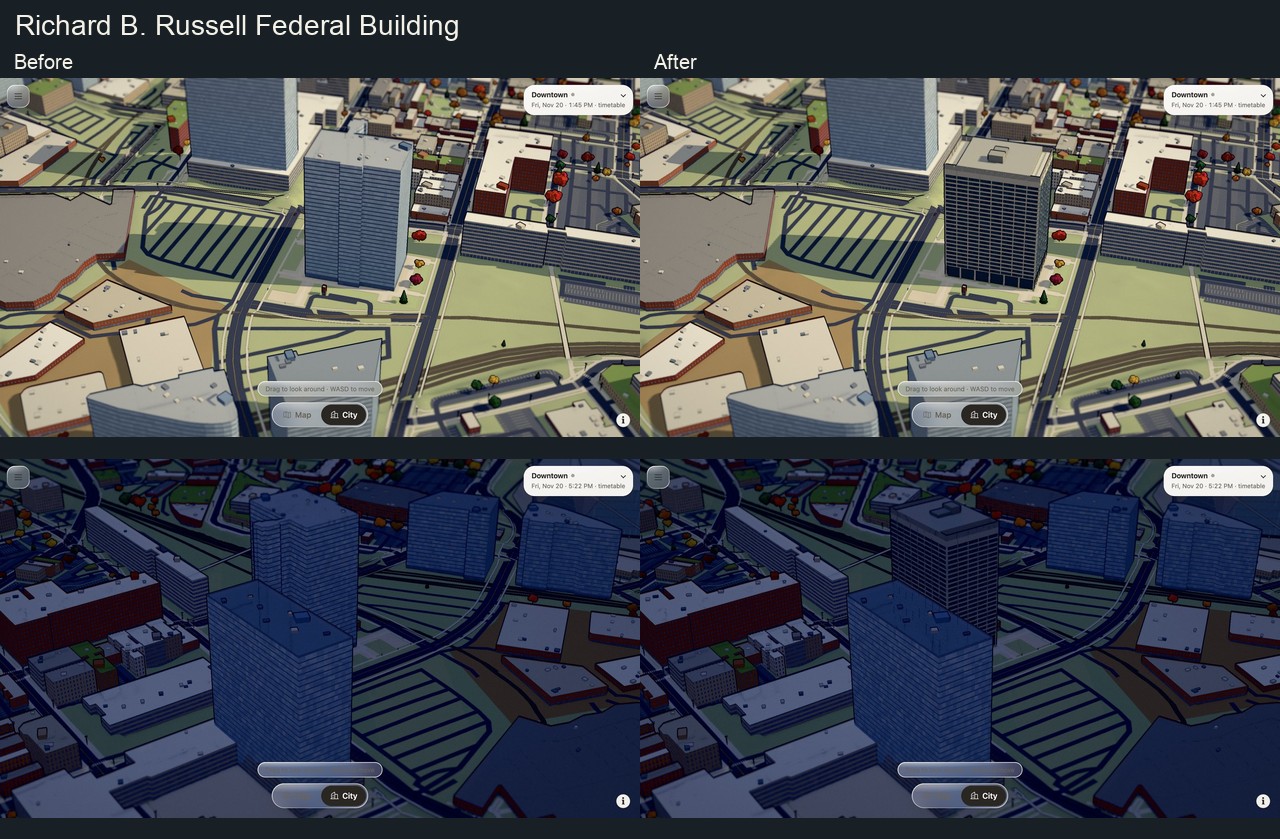 Richard B. Russell Federal Building
Before
After
Downtown
Fri, Nov 20 · 1:45 PM · timetable
Downtown
Fri, Nov 20 · 1:45 PM · timetable
Drag to look around · WASD to move
Drag to look around · WASD to move
Map
City
i
Map
City
i
Downtown
Fri, Nov 20 · 5:22 PM · timetable
Downtown
Fri, Nov 20 · 5:22 PM · timetable
City
i
City
i